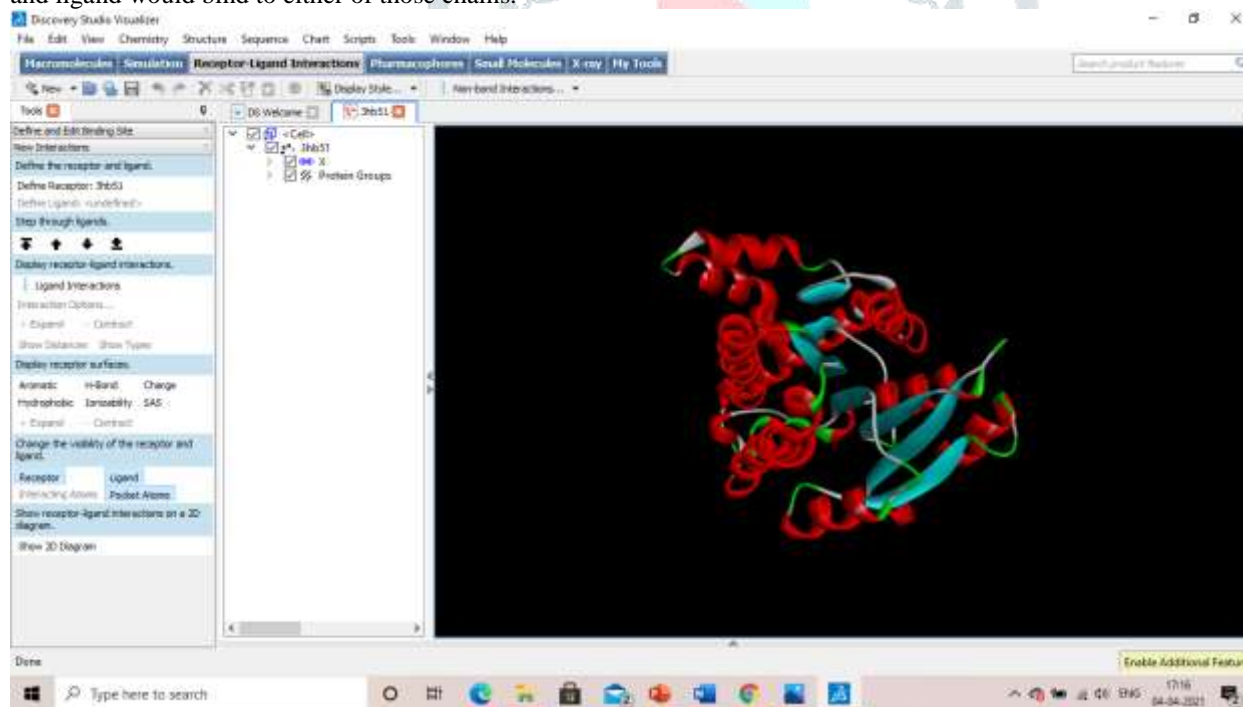 and ligand would bind to either of those chains.
Discovery Studio Visualizer
File Edit View Chemistry Structure Sequence Chart Scripts Tools Window Help
Macromolecules Simulation Receptor-Ligand Interactions Pharmacophores Small Molecules X-ray My Tools
New Display Style... Non-bond Interactions...
Tools DS Welcome 3hb51
Define and Edit Binding Site
View Interactions
Define the receptor and ligand.
Define Receptor: 3hb51
Define Ligand: <undefined>
Step through ligands.
Display receptor-ligand interactions.
Ligand Interactions
Interaction Options...
+ Expand - Contract
Show Distances Show Types
Display receptor surfaces.
Aromatic H-Bond Charge
Hydrophobic Ionizability SAS
+ Expand - Contract
Change the visibility of the receptor and
ligand.
Receptor Ligand
Interacting Atoms Pocket Atoms
Show receptor-ligand interactions on a 2D
diagram.
Show 2D Diagram
<Cell>
3hb51
X
Protein Groups
Done
Enable Additional Featur
Type here to search
ENG
17:16
04-04-2021